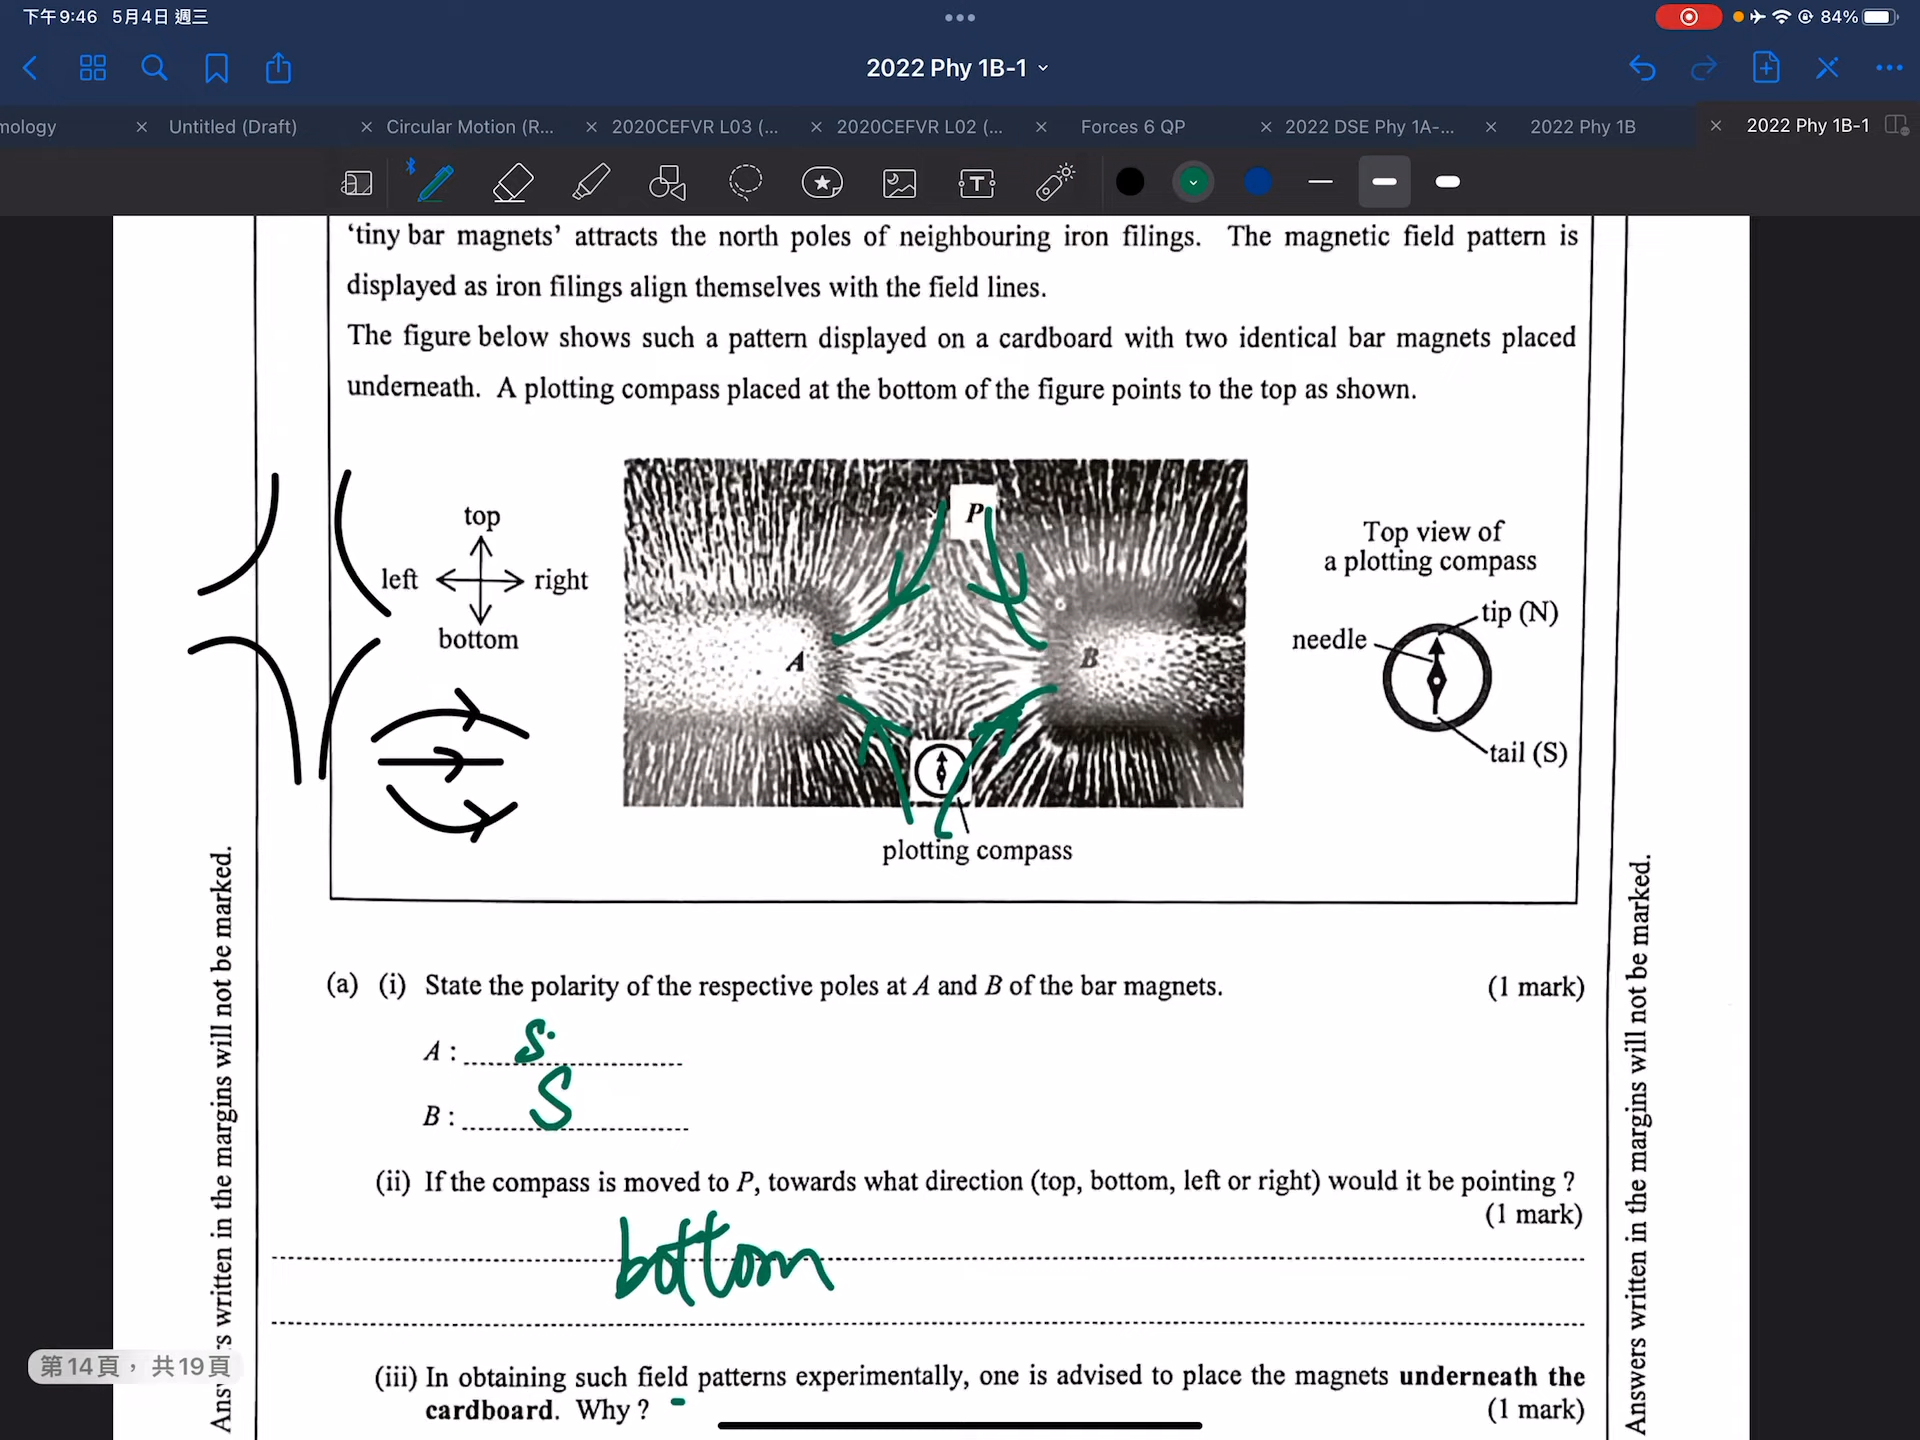 下午9:46 5月4日 週三
84%
2022 Phy 1B-1
mology
Untitled (Draft)
Circular Motion (R...
2020CEFVR L03 (...
2020CEFVR L02 (...
Forces 6 QP
2022 DSE Phy 1A-...
2022 Phy 1B
2022 Phy 1B-1
‘tiny bar magnets’ attracts the north poles of neighbouring iron filings. The magnetic field pattern is
displayed as iron filings align themselves with the field lines.
The figure below shows such a pattern displayed on a cardboard with two identical bar magnets placed
underneath. A plotting compass placed at the bottom of the figure points to the top as shown.
top
left right
bottom
P
A
B
plotting compass
Top view of
a plotting compass
tip (N)
needle
tail (S)
(a) (i) State the polarity of the respective poles at A and B of the bar magnets. (1 mark)
A : S
B : S
(ii) If the compass is moved to P, towards what direction (top, bottom, left or right) would it be pointing ?
(1 mark)
bottom
(iii) In obtaining such field patterns experimentally, one is advised to place the magnets underneath the
cardboard. Why ? (1 mark)
Answers written in the margins will not be marked.
Answers written in the margins will not be marked.
第14頁，共19頁